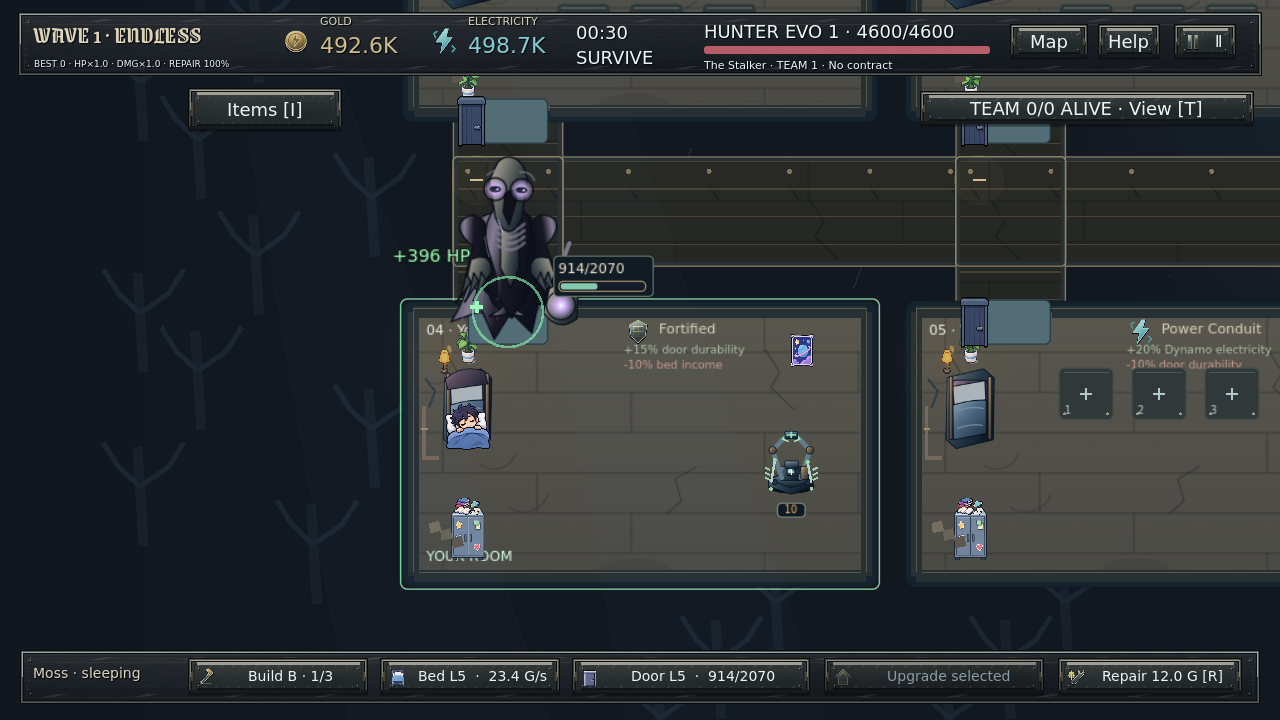 WAVE 1 · ENDLESS
BEST 0 · HP×1.0 · DMG×1.0 · REPAIR 100%
GOLD
492.6K
ELECTRICITY
498.7K
00:30
SURVIVE
HUNTER EVO 1 · 4600/4600
The Stalker · TEAM 1 · No contract
Map
Help
II
Items [I]
TEAM 0/0 ALIVE · View [T]
+396 HP
914/2070
04 ·
Fortified
+15% door durability
-10% bed income
10
YOUR ROOM
05 ·
Power Conduit
+20% Dynamo electricity
-10% door durability
1
2
3
Moss · sleeping
Build B · 1/3
Bed L5 · 23.4 G/s
Door L5 · 914/2070
Upgrade selected
Repair 12.0 G [R]